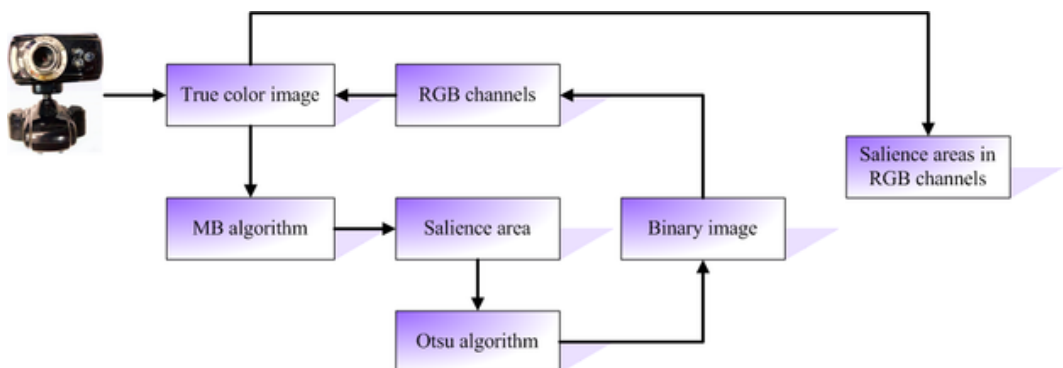 True color image
RGB channels
Salience areas in
RGB channels
MB algorithm
Salience area
Binary image
Otsu algorithm